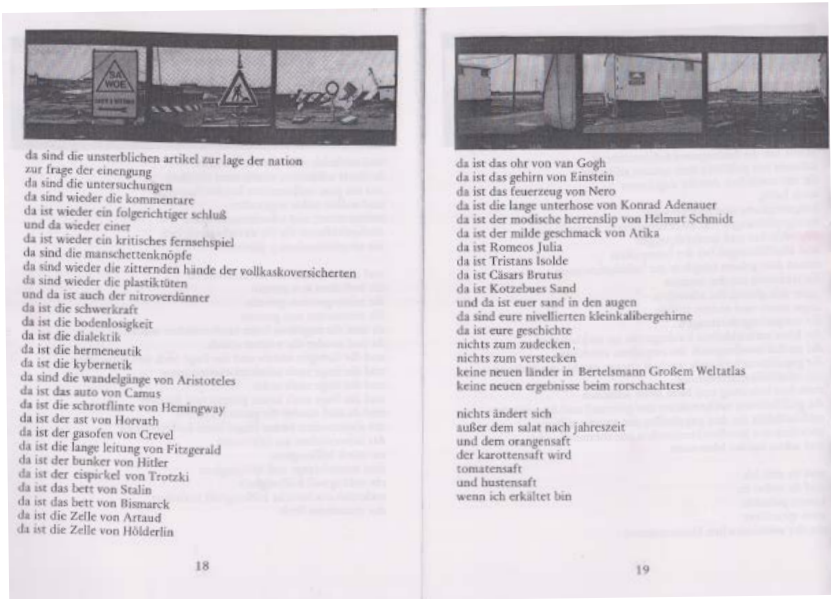 SA
WOE
da sind die unsterblichen artikel zur lage der nation
zur frage der einengung
da sind die untersuchungen
da sind wieder die kommentare
da ist wieder ein folgerichtiger schluß
und da wieder einer
da ist wieder ein kritisches fernsehspiel
da sind die manschettenknöpfe
da sind wieder die zitternden hände der vollkaskoversicherten
da sind wieder die plastiktüten
und da ist auch der nitroverdünner
da ist die schwerkraft
da ist die bodenlosigkeit
da ist die dialektik
da ist die hermeneutik
da ist die kybernetik
da sind die wandelgänge von Aristoteles
da ist das auto von Camus
da ist die schrotflinte von Hemingway
da ist der ast von Horvath
da ist der gasofen von Crevel
da ist die lange leitung von Fitzgerald
da ist der bunker von Hitler
da ist der eispickel von Trotzki
da ist das bett von Stalin
da ist das bett von Bismarck
da ist die Zelle von Artaud
da ist die Zelle von Hölderlin
18
da ist das ohr von van Gogh
da ist das gehirn von Einstein
da ist das feuerzeug von Nero
da ist die lange unterhose von Konrad Adenauer
da ist der modische herrenslip von Helmut Schmidt
da ist der milde geschmack von Atika
da ist Romeos Julia
da ist Tristans Isolde
da ist Cäsars Brutus
da ist Kotzebues Sand
und da ist euer sand in den augen
da sind eure nivellierten kleinkalibergehirne
da ist eure geschichte
nichts zum zudecken,
nichts zum verstecken
keine neuen länder in Bertelsmann Großem Weltatlas
keine neuen ergebnisse beim rorschachtest
nichts ändert sich
außer dem salat nach jahreszeit
und dem orangensaft
der karottensaft wird
tomatensaft
und hustensaft
wenn ich erkältet bin
19